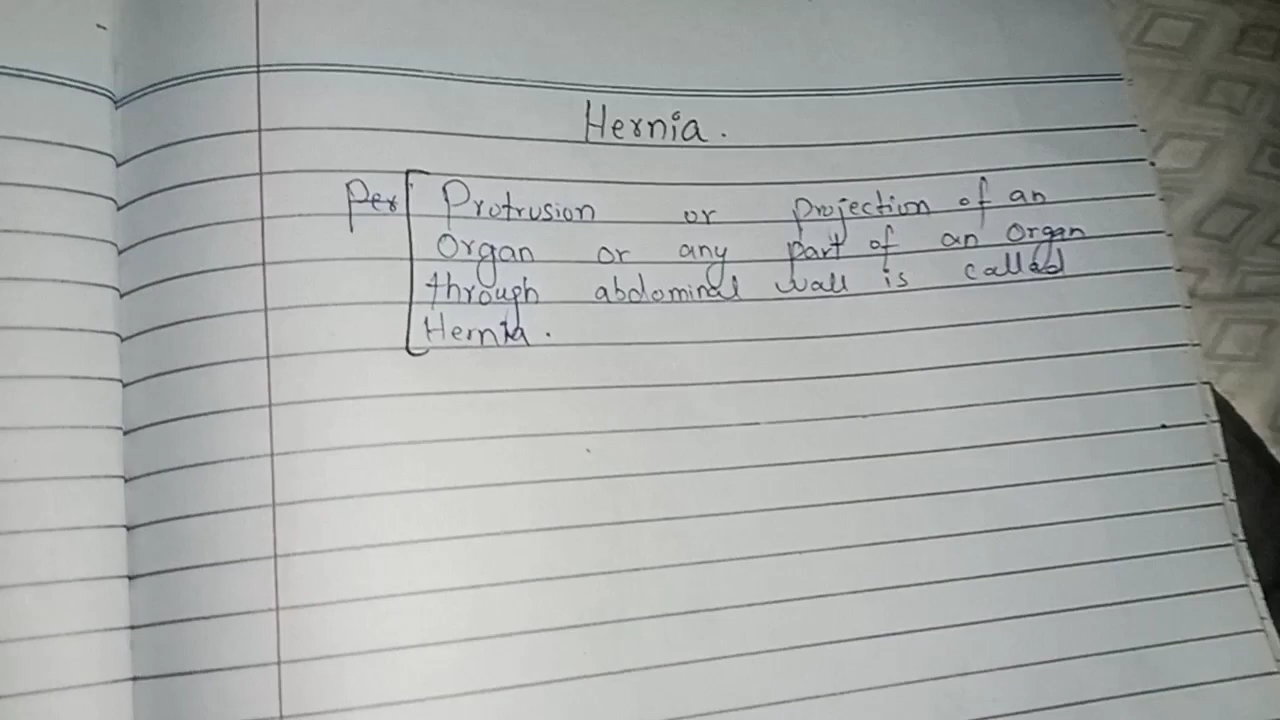 Hernia.
Per Protrusion or projection of an
Organ or any part of an Organ
through abdominal wall is called
Hernia.